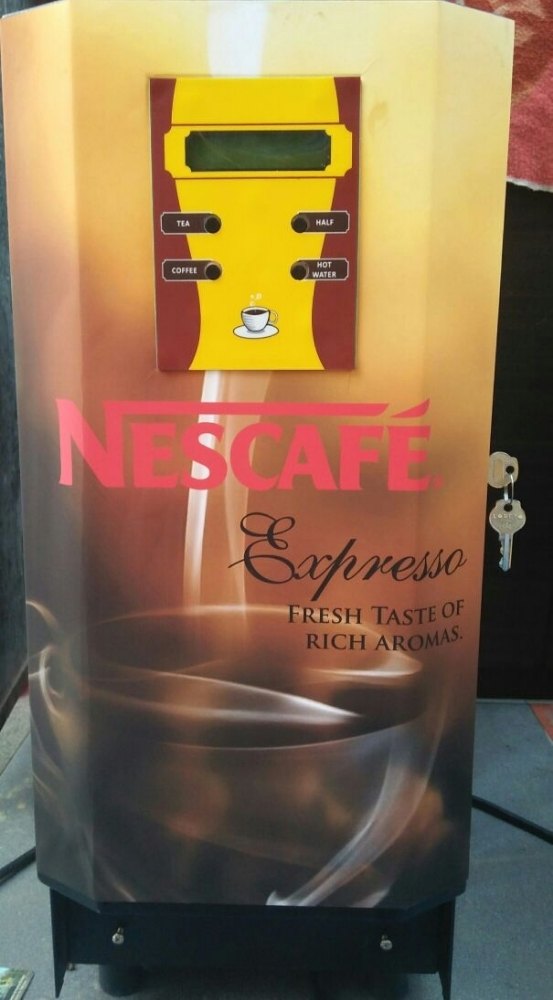 TEA
HALF
COFFEE
HOT
WATER
NESCAFÉ
Expresso
FRESH TASTE OF
RICH AROMAS.